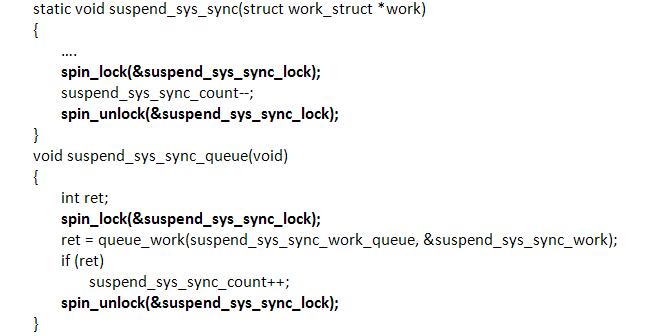 static void suspend_sys_sync(struct work_struct *work)
{
....
spin_lock(&suspend_sys_sync_lock);
suspend_sys_sync_count--;
spin_unlock(&suspend_sys_sync_lock);
}
void suspend_sys_sync_queue(void)
{
int ret;
spin_lock(&suspend_sys_sync_lock);
ret = queue_work(suspend_sys_sync_work_queue, &suspend_sys_sync_work);
if (ret)
suspend_sys_sync_count++;
spin_unlock(&suspend_sys_sync_lock);
}